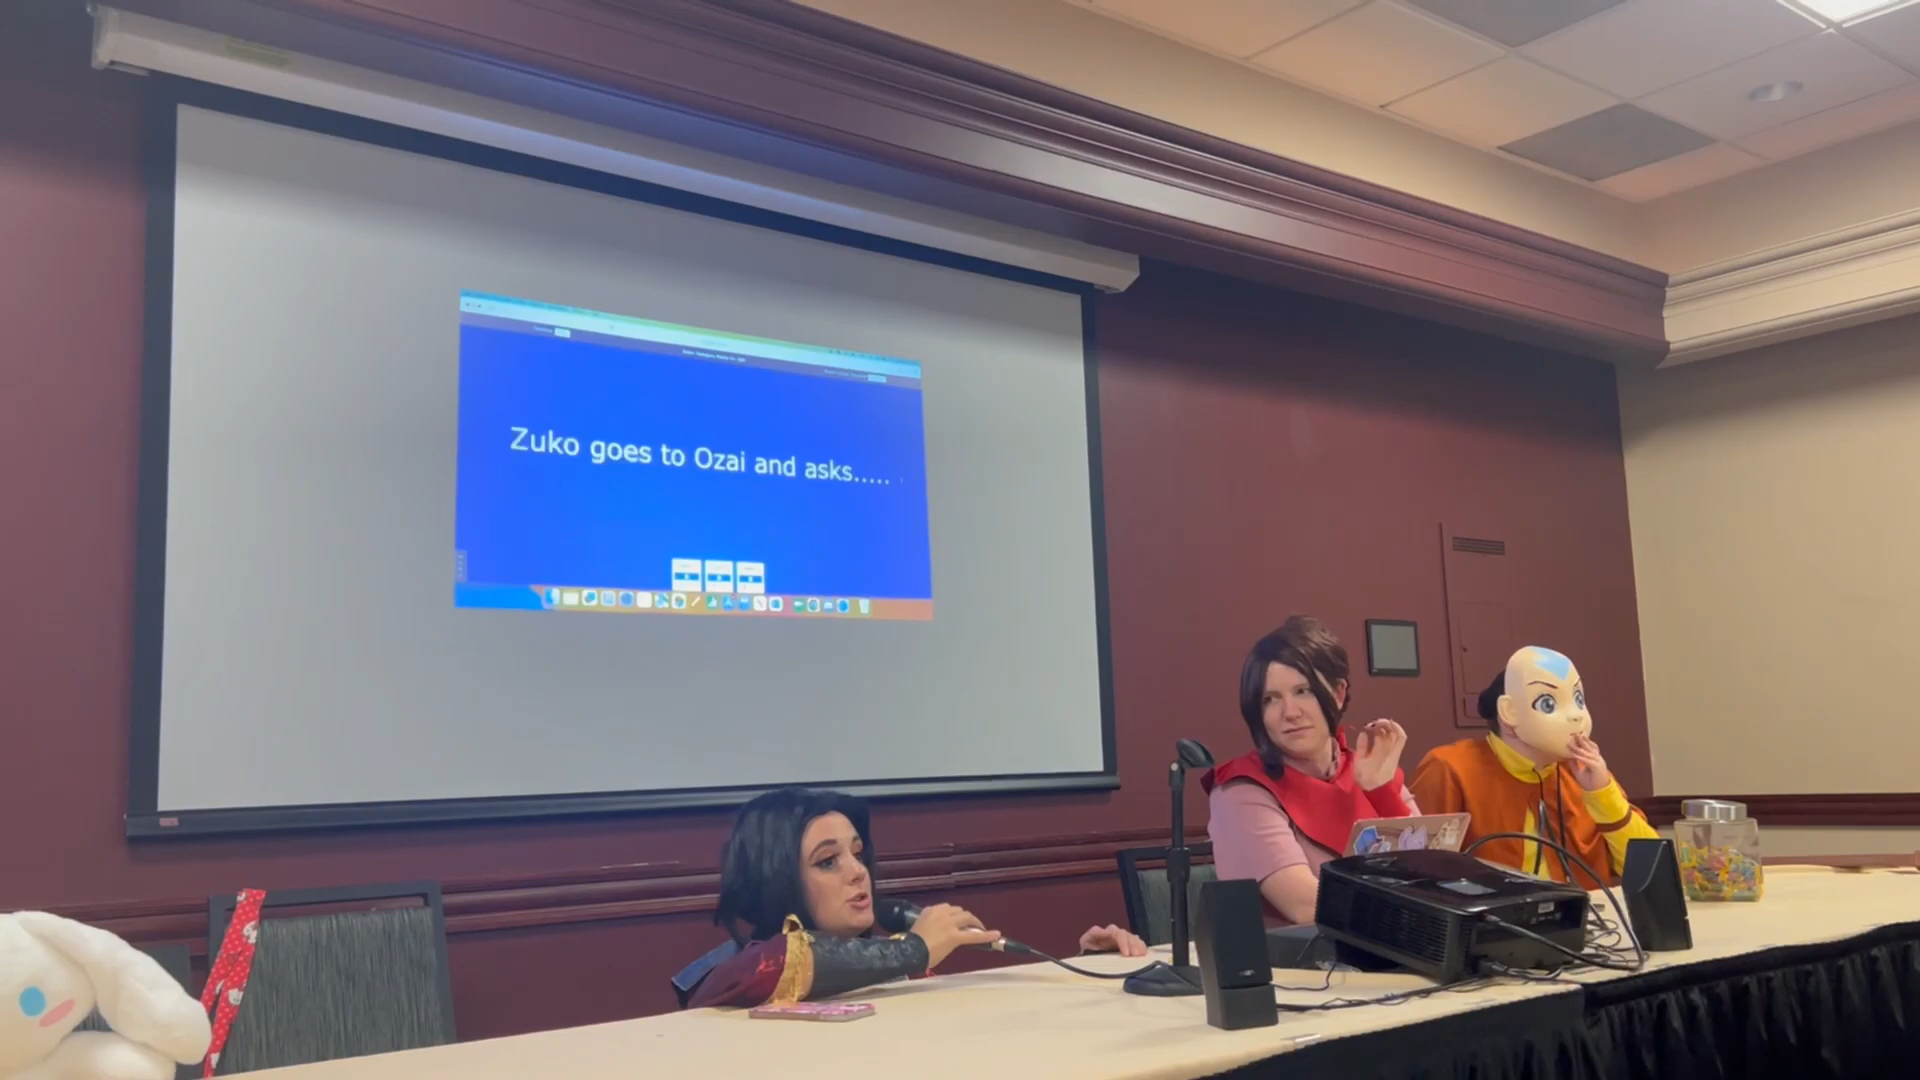 Zuko goes to Ozai and asks.....